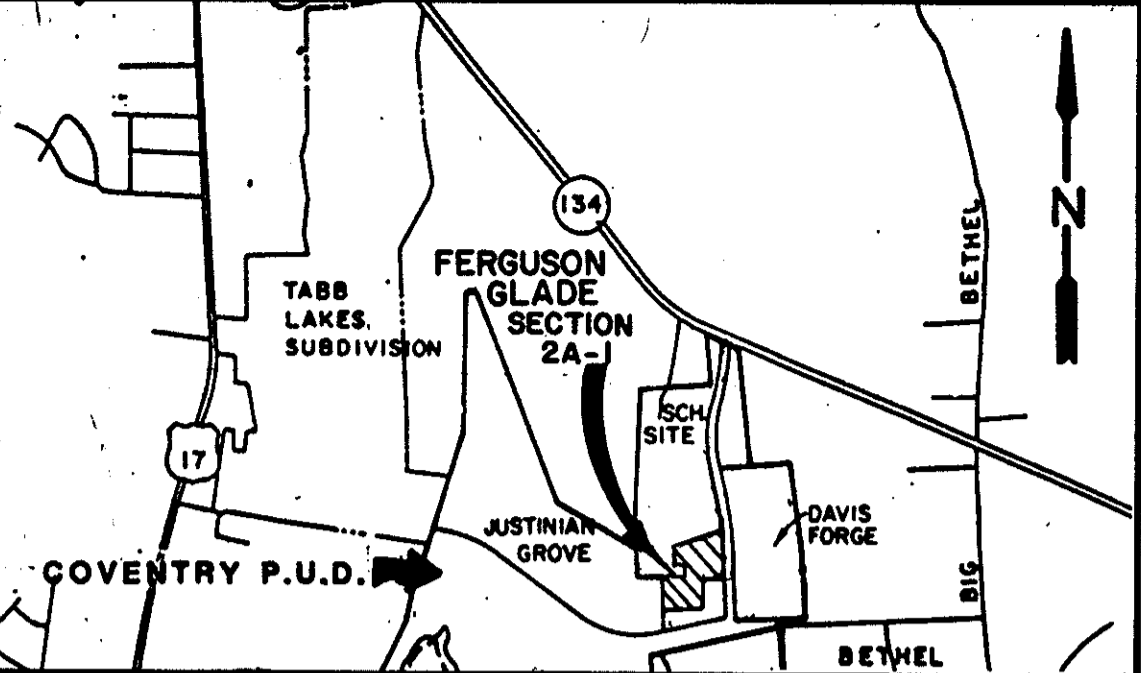 134
BETHEL
N
FERGUSON
GLADE
SECTION
2A-1
TABB
LAKES,
SUBDIVISION
SCH.
SITE
17
JUSTINIAN
GROVE
DAVIS
FORGE
COVENTRY P.U.D.
BIG
BETHEL